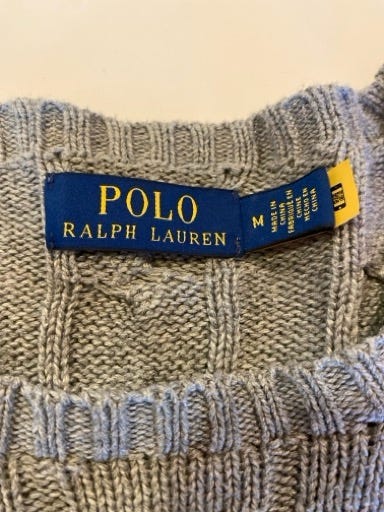 POLO
RALPH LAUREN
M
MADE IN
CHINA
FABRIQUÉ EN
CHINE
HECHO EN
CHINA